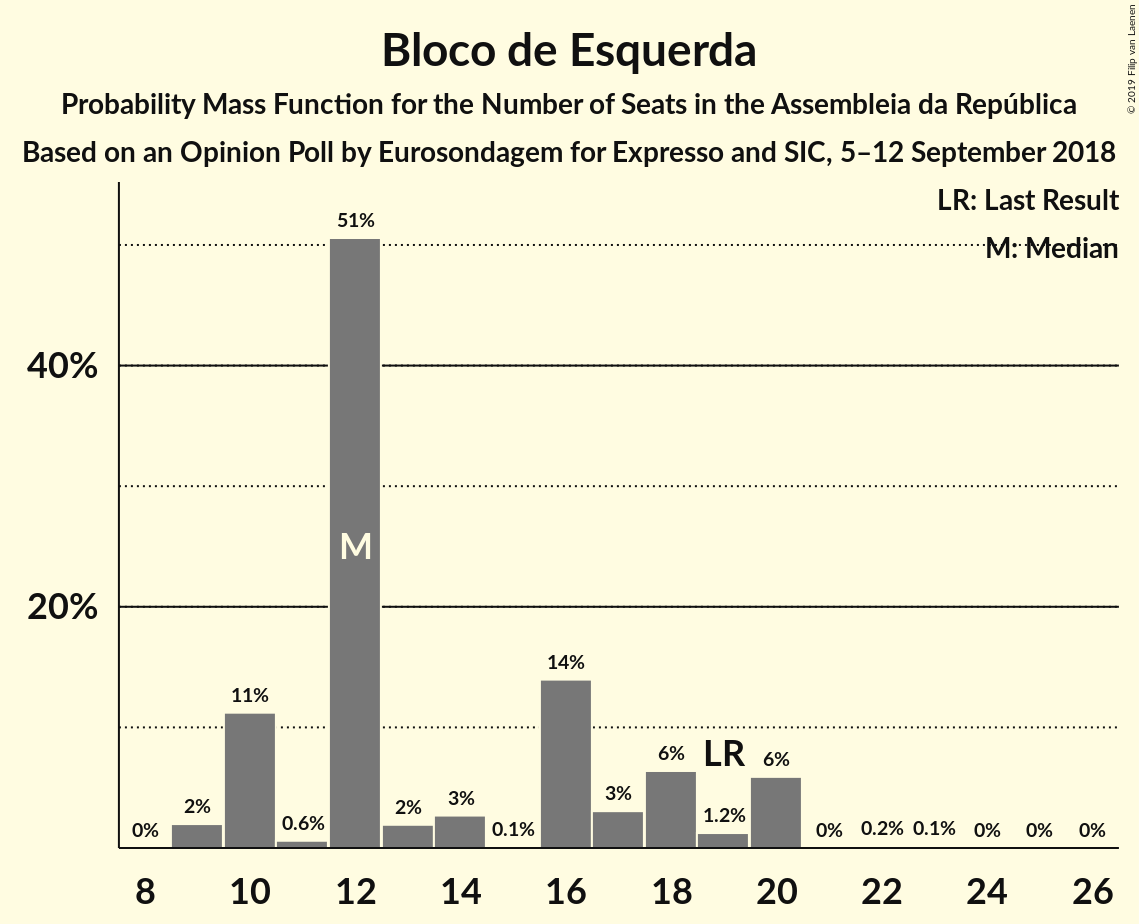 Bloco de Esquerda
Probability Mass Function for the Number of Seats in the Assembleia da República
Based on an Opinion Poll by Eurosondagem for Expresso and SIC, 5–12 September 2018
© 2019 Filip van Laenen
LR: Last Result
M: Median
51%
40%
M
20%
14%
11%
LR
6%
6%
3%
3%
2%
2%
1.2%
0.6%
0.1%
0%
0%
0.2%
0.1%
0%
0%
0%
8 10 12 14 16 18 20 22 24 26